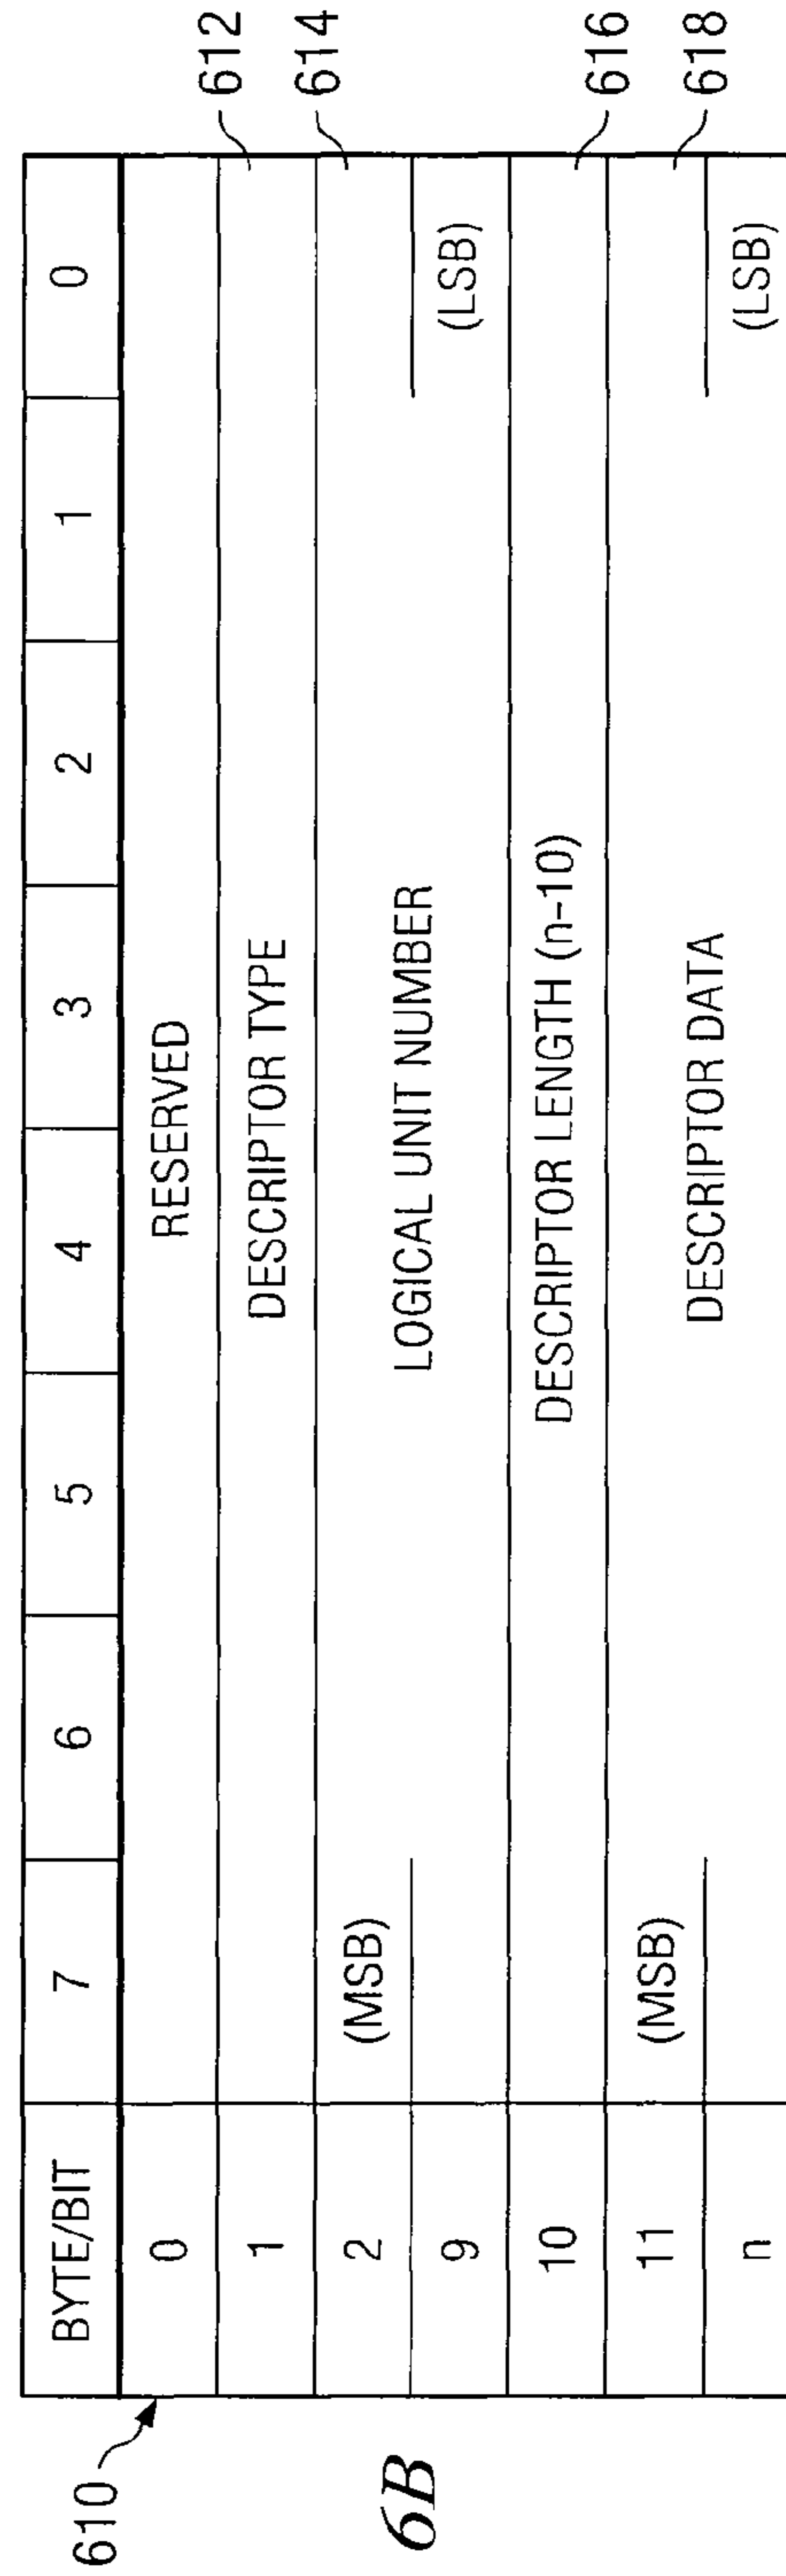 610
BYTE/BIT 7 6 5 4 3 2 1 0
0 RESERVED
1 DESCRIPTOR TYPE 612
2 (MSB) 614
LOGICAL UNIT NUMBER
9 (LSB)
10 DESCRIPTOR LENGTH (n-10) 616
11 (MSB) 618
DESCRIPTOR DATA
n (LSB)
6B